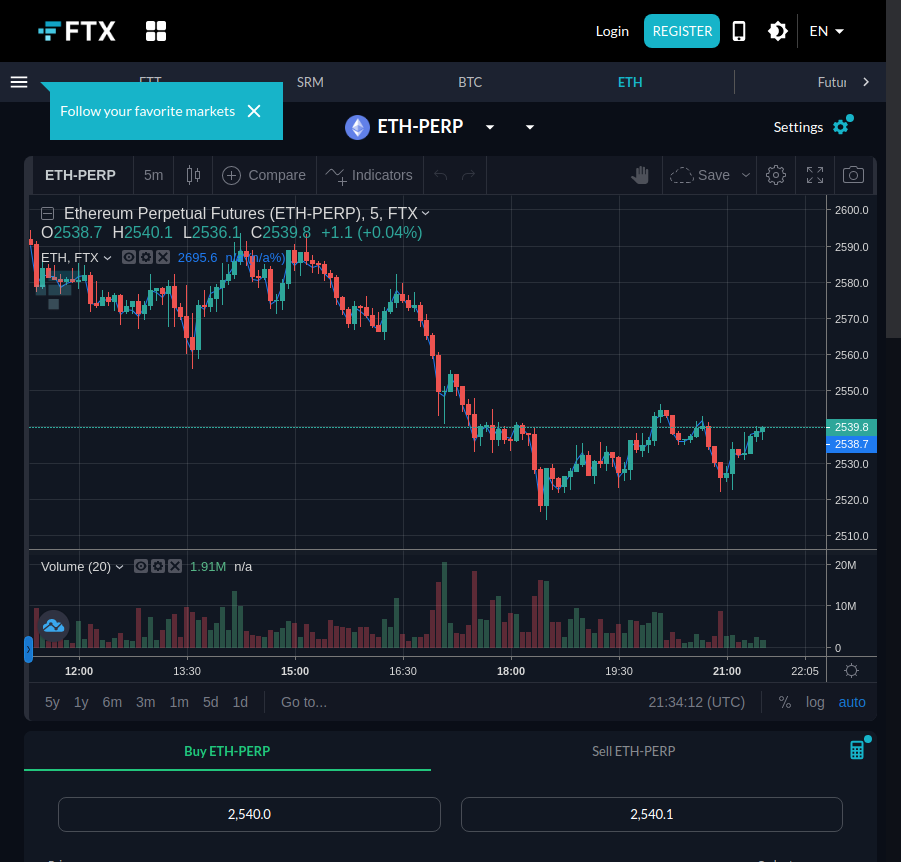 FTX
Login REGISTER EN
FTT SRM BTC ETH Futur
Follow your favorite markets
ETH-PERP
Settings
ETH-PERP 5m Compare Indicators Save
Ethereum Perpetual Futures (ETH-PERP), 5, FTX
O2538.7 H2540.1 L2536.1 C2539.8 +1.1 (+0.04%)
ETH, FTX 2695.6 n/a (n/a%)
2600.0
2590.0
2580.0
2570.0
2560.0
2550.0
2539.8
2538.7
2530.0
2520.0
2510.0
Volume (20) 1.91M n/a
20M
10M
0
12:00 13:30 15:00 16:30 18:00 19:30 21:00 22:05
5y 1y 6m 3m 1m 5d 1d Go to... 21:34:12 (UTC) % log auto
Buy ETH-PERP Sell ETH-PERP
2,540.0 2,540.1